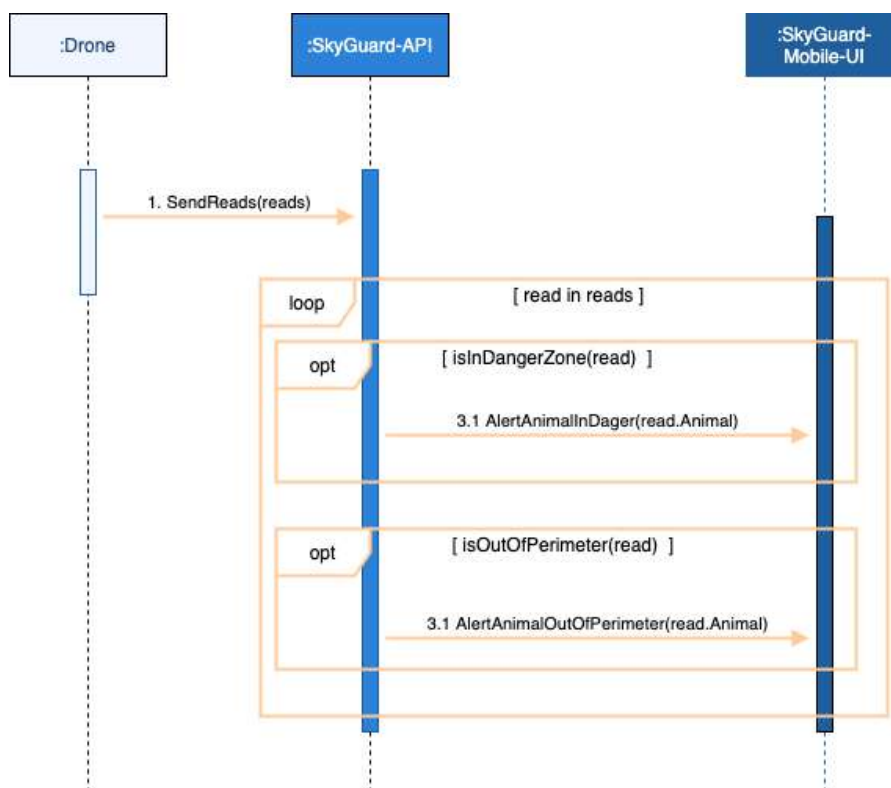 :Drone
:SkyGuard-API
:SkyGuard-
Mobile-UI
1. SendReads(reads)
loop
[ read in reads ]
opt
[ isInDangerZone(read)  ]
3.1 AlertAnimalInDager(read.Animal)
opt
[ isOutOfPerimeter(read)  ]
3.1 AlertAnimalOutOfPerimeter(read.Animal)